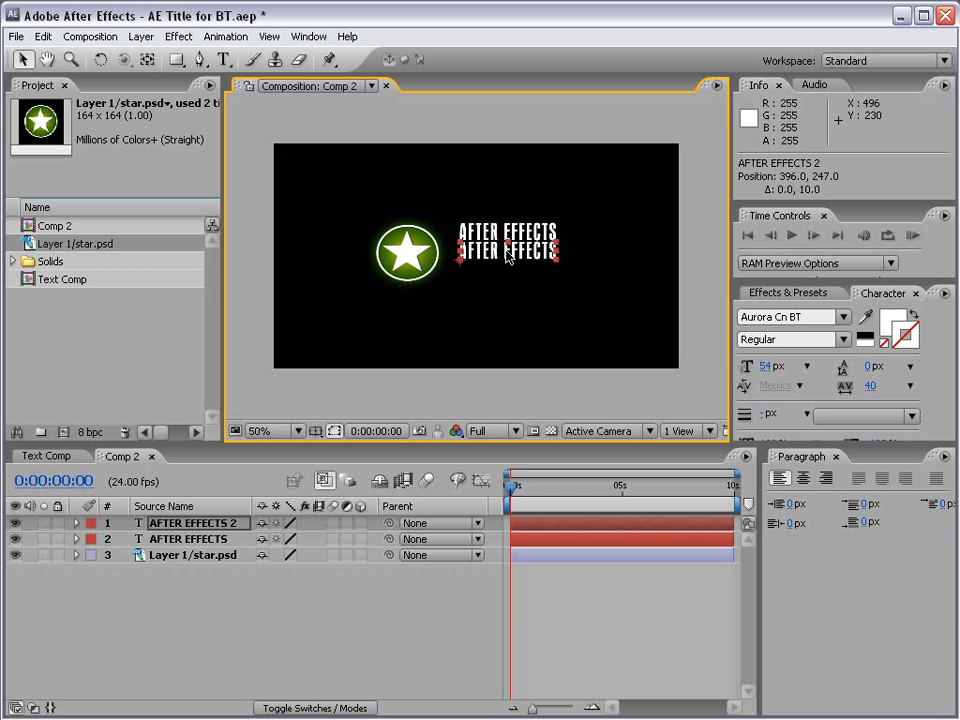 Adobe After Effects - AE Title for BT.aep *
File Edit Composition Layer Effect Animation View Window Help
Workspace: Standard
Project
Layer 1/star.psd, used 2 ti
164 x 164 (1.00)
Millions of Colors+ (Straight)
Name
Comp 2
Layer 1/star.psd
Solids
Text Comp
8 bpc
Composition: Comp 2
AFTER EFFECTS
AFTER EFFECTS
50%
0:00:00:00
Full
Active Camera
1 View
Info Audio
R: 255
G: 255
B: 255
A: 255
X: 496
Y: 230
AFTER EFFECTS 2
Position: 396.0, 247.0
Δ: 0.0, 10.0
Time Controls
RAM Preview Options
Effects & Presets Character
Aurora Cn BT
Regular
54 px 0 px
Metrics 40
- px
Text Comp Comp 2
0:00:00:00 (24.00 fps)
# Source Name Parent
1 T AFTER EFFECTS 2 None
2 T AFTER EFFECTS None
3 Layer 1/star.psd None
05s 10s
Toggle Switches / Modes
Paragraph
0 px 0 px 0 px
0 px 0 px